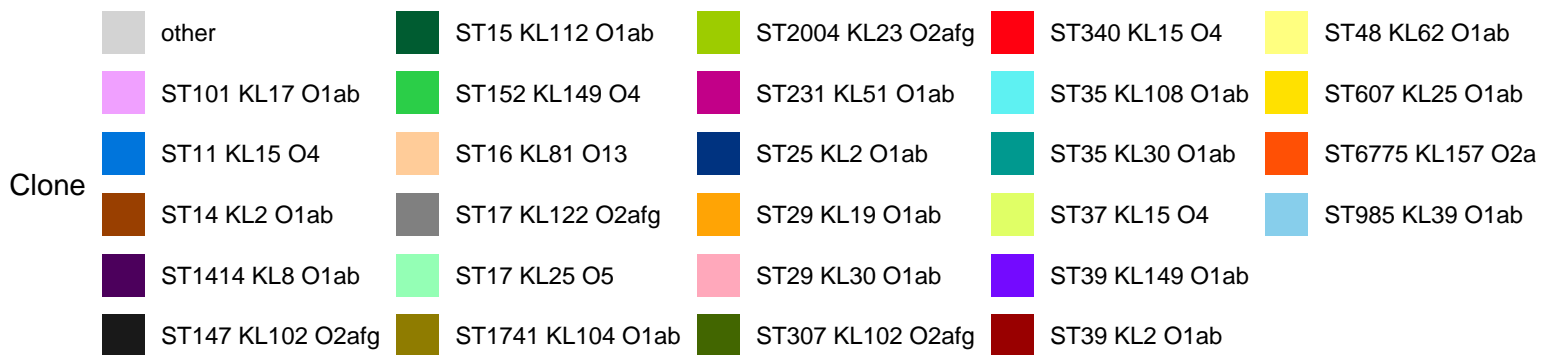 other
ST15 KL112 O1ab
ST2004 KL23 O2afg
ST340 KL15 O4
ST48 KL62 O1ab
ST101 KL17 O1ab
ST152 KL149 O4
ST231 KL51 O1ab
ST35 KL108 O1ab
ST607 KL25 O1ab
ST11 KL15 O4
ST16 KL81 O13
ST25 KL2 O1ab
ST35 KL30 O1ab
ST6775 KL157 O2a
Clone
ST14 KL2 O1ab
ST17 KL122 O2afg
ST29 KL19 O1ab
ST37 KL15 O4
ST985 KL39 O1ab
ST1414 KL8 O1ab
ST17 KL25 O5
ST29 KL30 O1ab
ST39 KL149 O1ab
ST147 KL102 O2afg
ST1741 KL104 O1ab
ST307 KL102 O2afg
ST39 KL2 O1ab